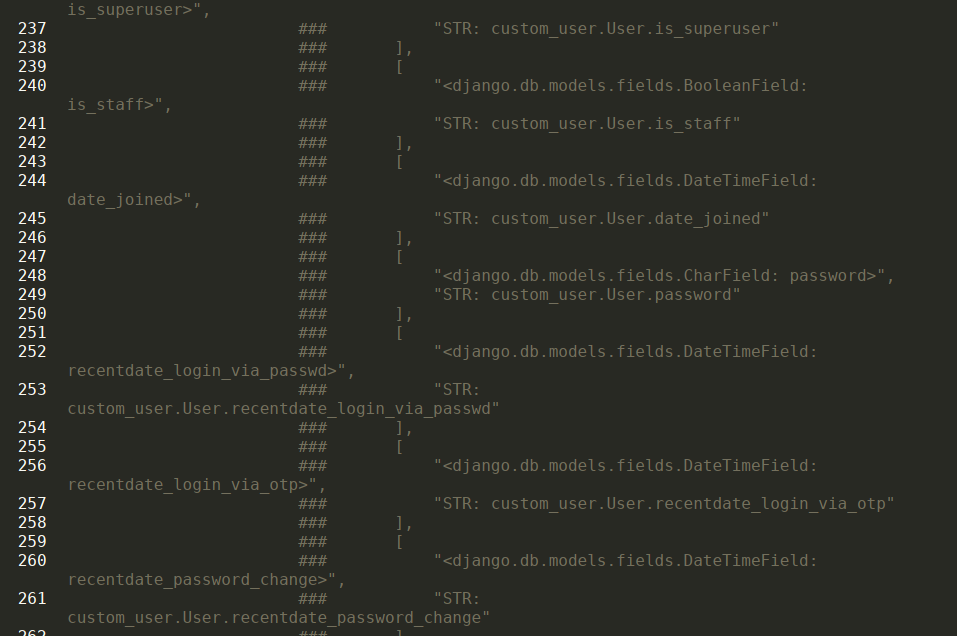 is_superuser>",
237 ### "STR: custom_user.User.is_superuser"
238 ### ],
239 ### [
240 ### "<django.db.models.fields.BooleanField:
is_staff>",
241 ### "STR: custom_user.User.is_staff"
242 ### ],
243 ### [
244 ### "<django.db.models.fields.DateTimeField:
date_joined>",
245 ### "STR: custom_user.User.date_joined"
246 ### ],
247 ### [
248 ### "<django.db.models.fields.CharField: password>",
249 ### "STR: custom_user.User.password"
250 ### ],
251 ### [
252 ### "<django.db.models.fields.DateTimeField:
recentdate_login_via_passwd>",
253 ### "STR:
custom_user.User.recentdate_login_via_passwd"
254 ### ],
255 ### [
256 ### "<django.db.models.fields.DateTimeField:
recentdate_login_via_otp>",
257 ### "STR: custom_user.User.recentdate_login_via_otp"
258 ### ],
259 ### [
260 ### "<django.db.models.fields.DateTimeField:
recentdate_password_change>",
261 ### "STR:
custom_user.User.recentdate_password_change"
262 ### ]